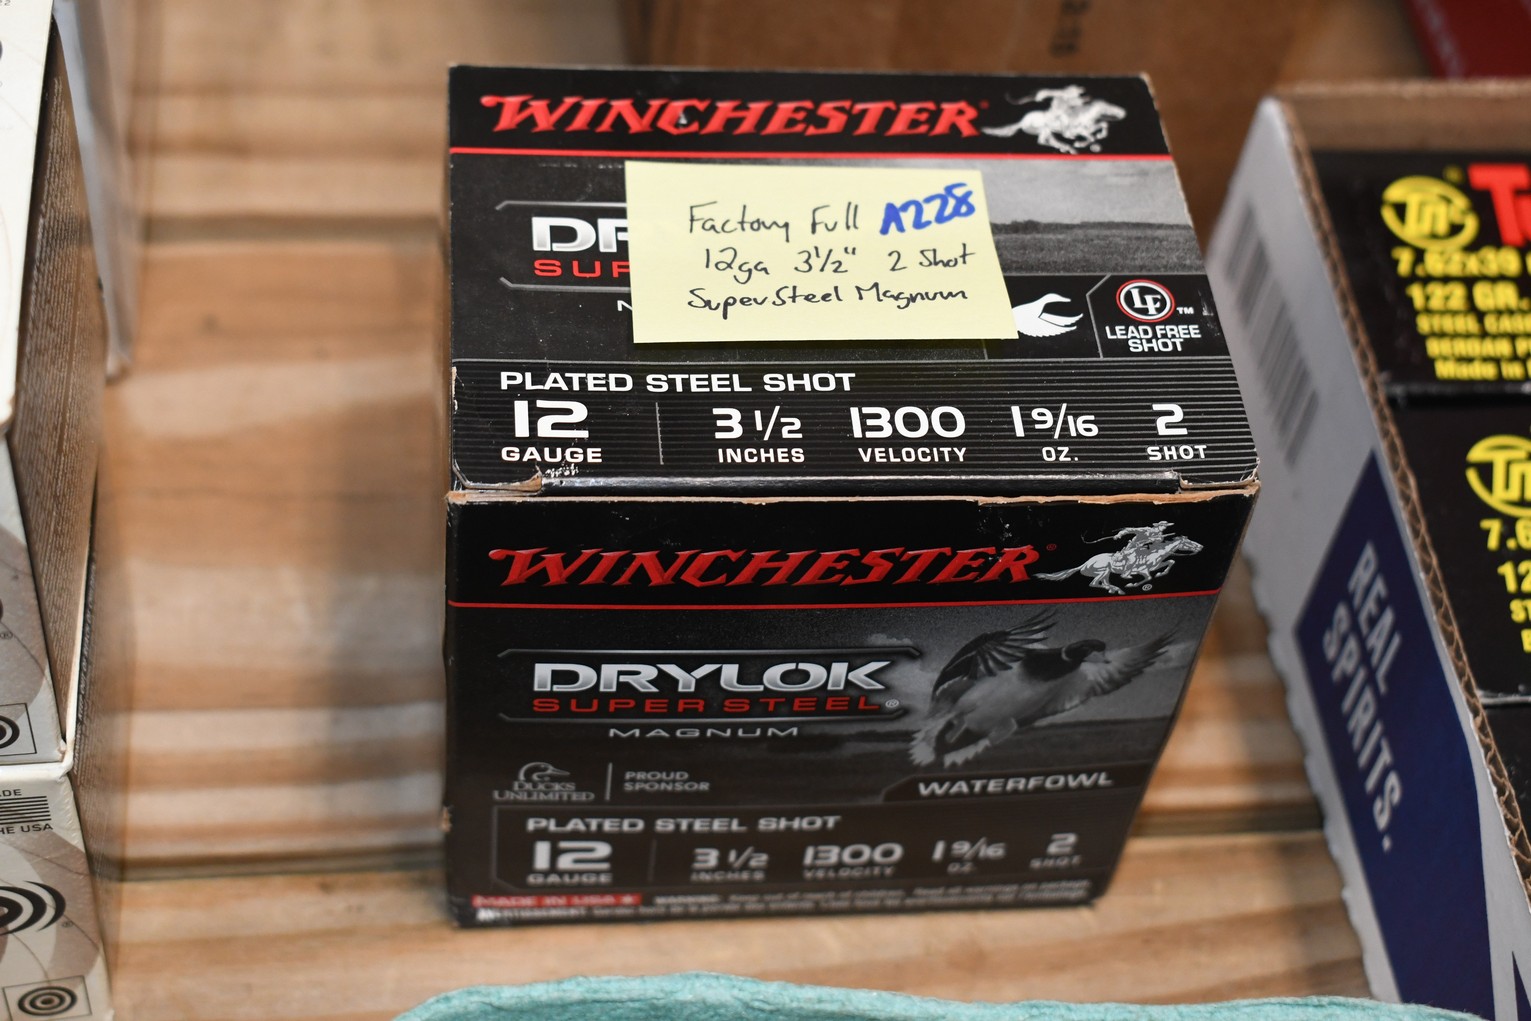 WINCHESTER
Factory Full A228
12ga 3½" 2 Shot
Super Steel Magnum
LF™
LEAD FREE
SHOT
PLATED STEEL SHOT
12 3 1/2 1300 1 9/16 2
GAUGE INCHES VELOCITY OZ. SHOT
WINCHESTER®
DRYLOK
SUPER STEEL®
MAGNUM
DUCKS
UNLIMITED
PROUD
SPONSOR
WATERFOWL
PLATED STEEL SHOT
12 3 1/2 1300 1 9/16 2
GAUGE INCHES VELOCITY OZ. SHOT
MADE IN USA
7.62x39
122 GR.
Made in
REAL
SPIRITS.